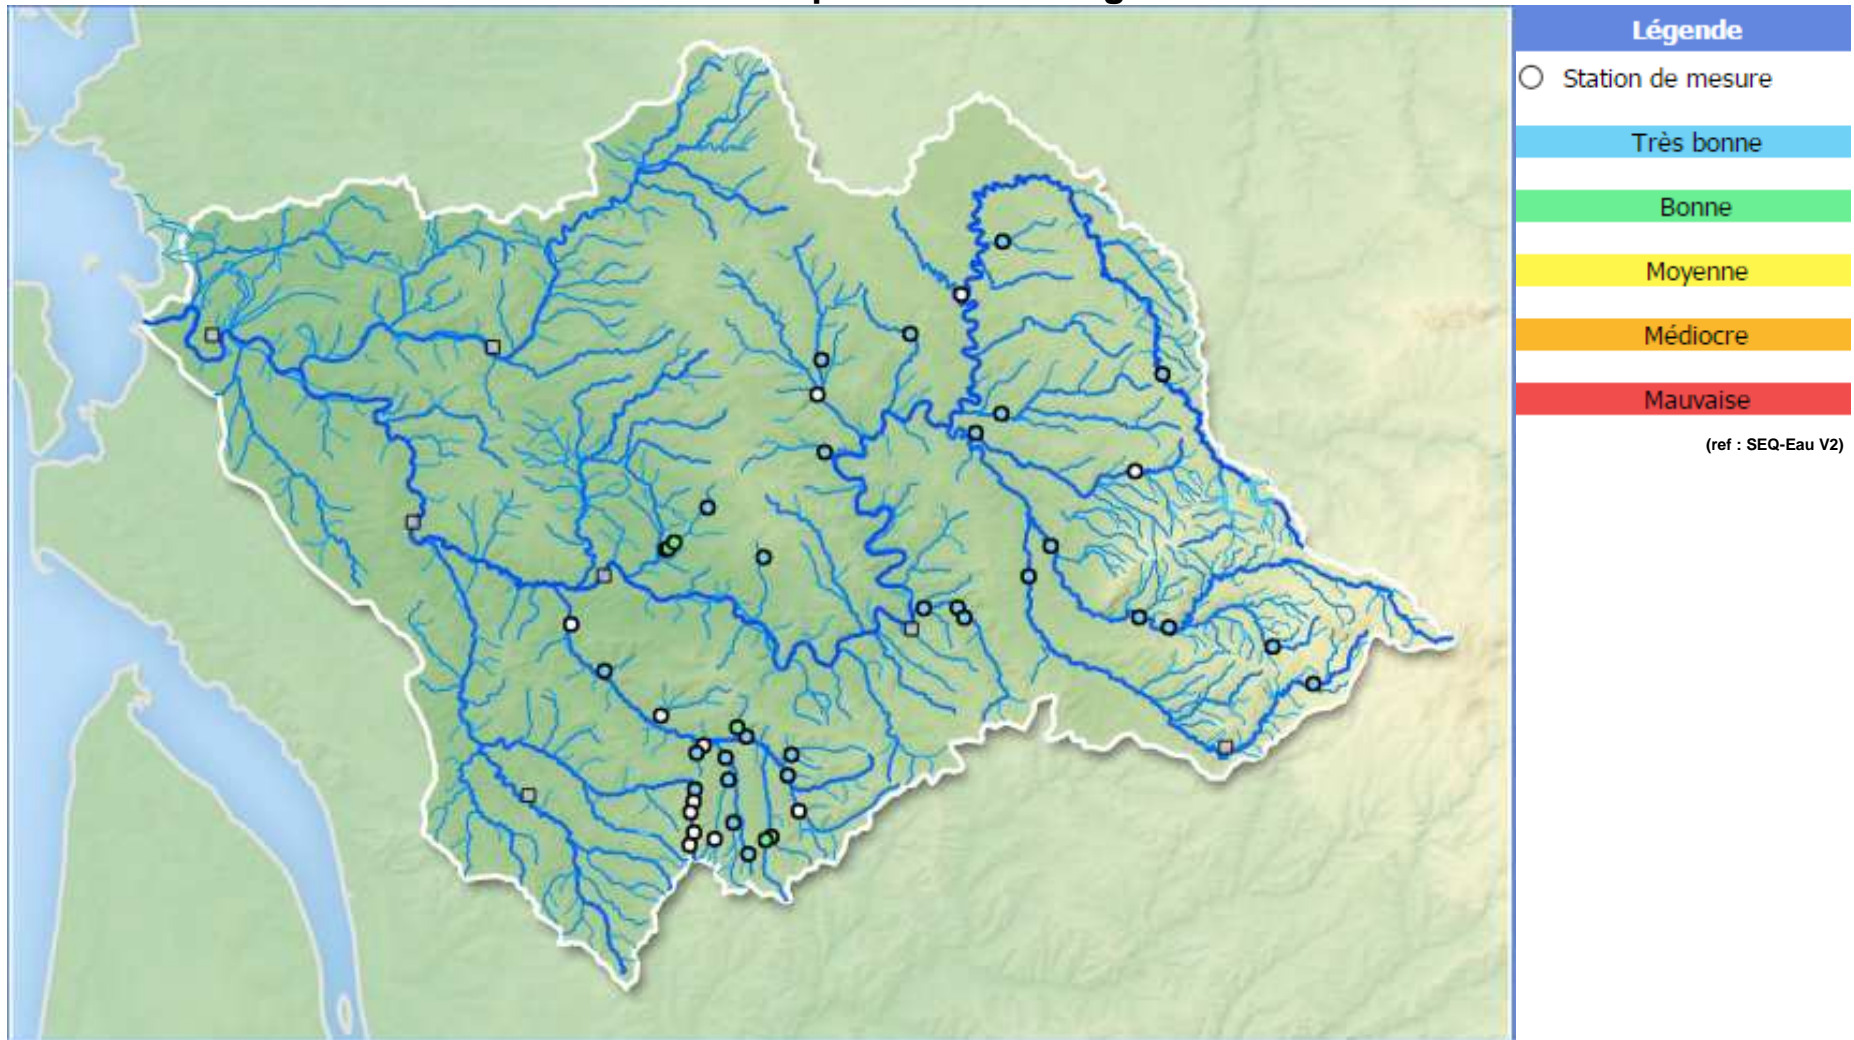 Légende
Station de mesure
Très bonne
Bonne
Moyenne
Médiocre
Mauvaise
(ref : SEQ-Eau V2)